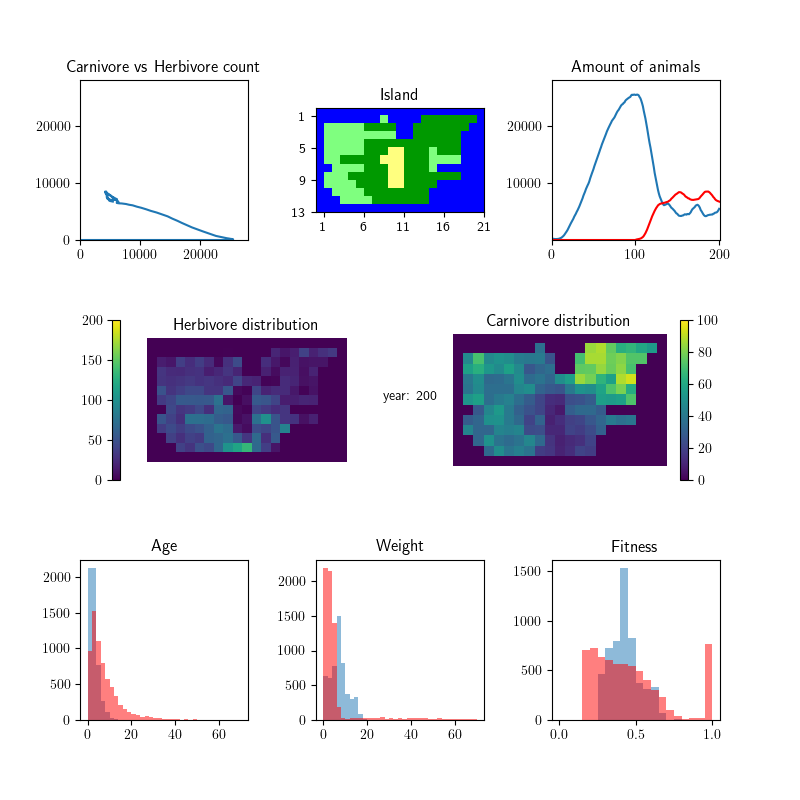 Carnivore vs Herbivore count
20000
10000
0
0 10000 20000
Island
1
5
9
13
1 6 11 16 21
Amount of animals
20000
10000
0 100 200
Herbivore distribution
200
150
100
50
0
year: 200
Carnivore distribution
100
80
60
40
20
0
Age
2000
1500
1000
500
0
0 20 40 60
Weight
2000
1500
1000
500
0
0 20 40 60
Fitness
1500
1000
500
0
0.0 0.5 1.0